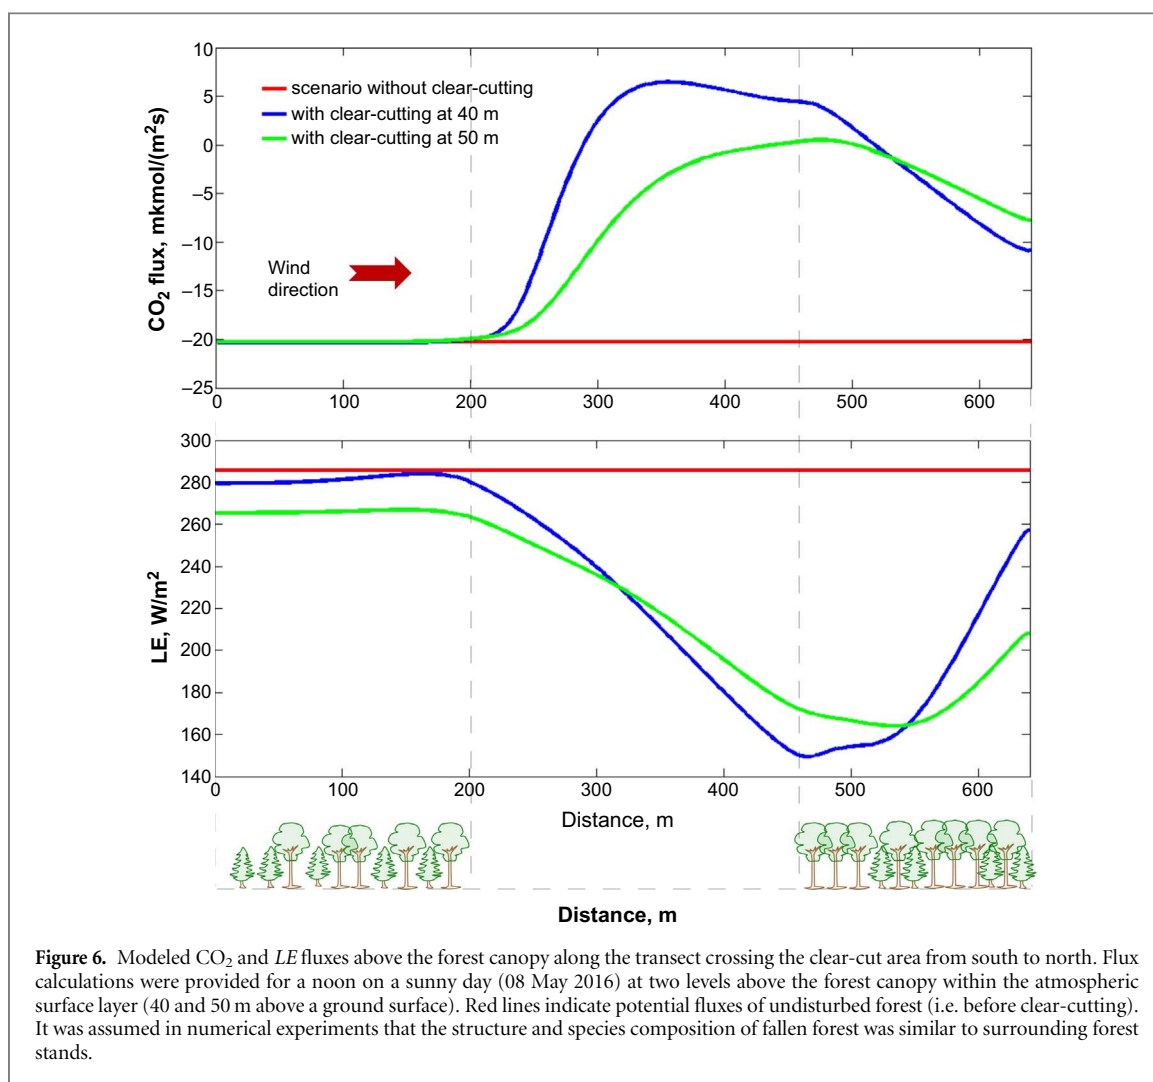 10
5
0
–5
–10
–15
–20
–25
CO2 flux, mkmol/(m2s)
scenario without clear-cutting
with clear-cutting at 40 m
with clear-cutting at 50 m
Wind
direction
0 100 200 300 400 500 600
300
280
260
240
220
200
180
160
140
LE, W/m2
0 100 200 300 400 500 600
Distance, m
Distance, m
Figure 6. Modeled CO2 and LE fluxes above the forest canopy along the transect crossing the clear-cut area from south to north. Flux
calculations were provided for a noon on a sunny day (08 May 2016) at two levels above the forest canopy within the atmospheric
surface layer (40 and 50 m above a ground surface). Red lines indicate potential fluxes of undisturbed forest (i.e. before clear-cutting).
It was assumed in numerical experiments that the structure and species composition of fallen forest was similar to surrounding forest
stands.